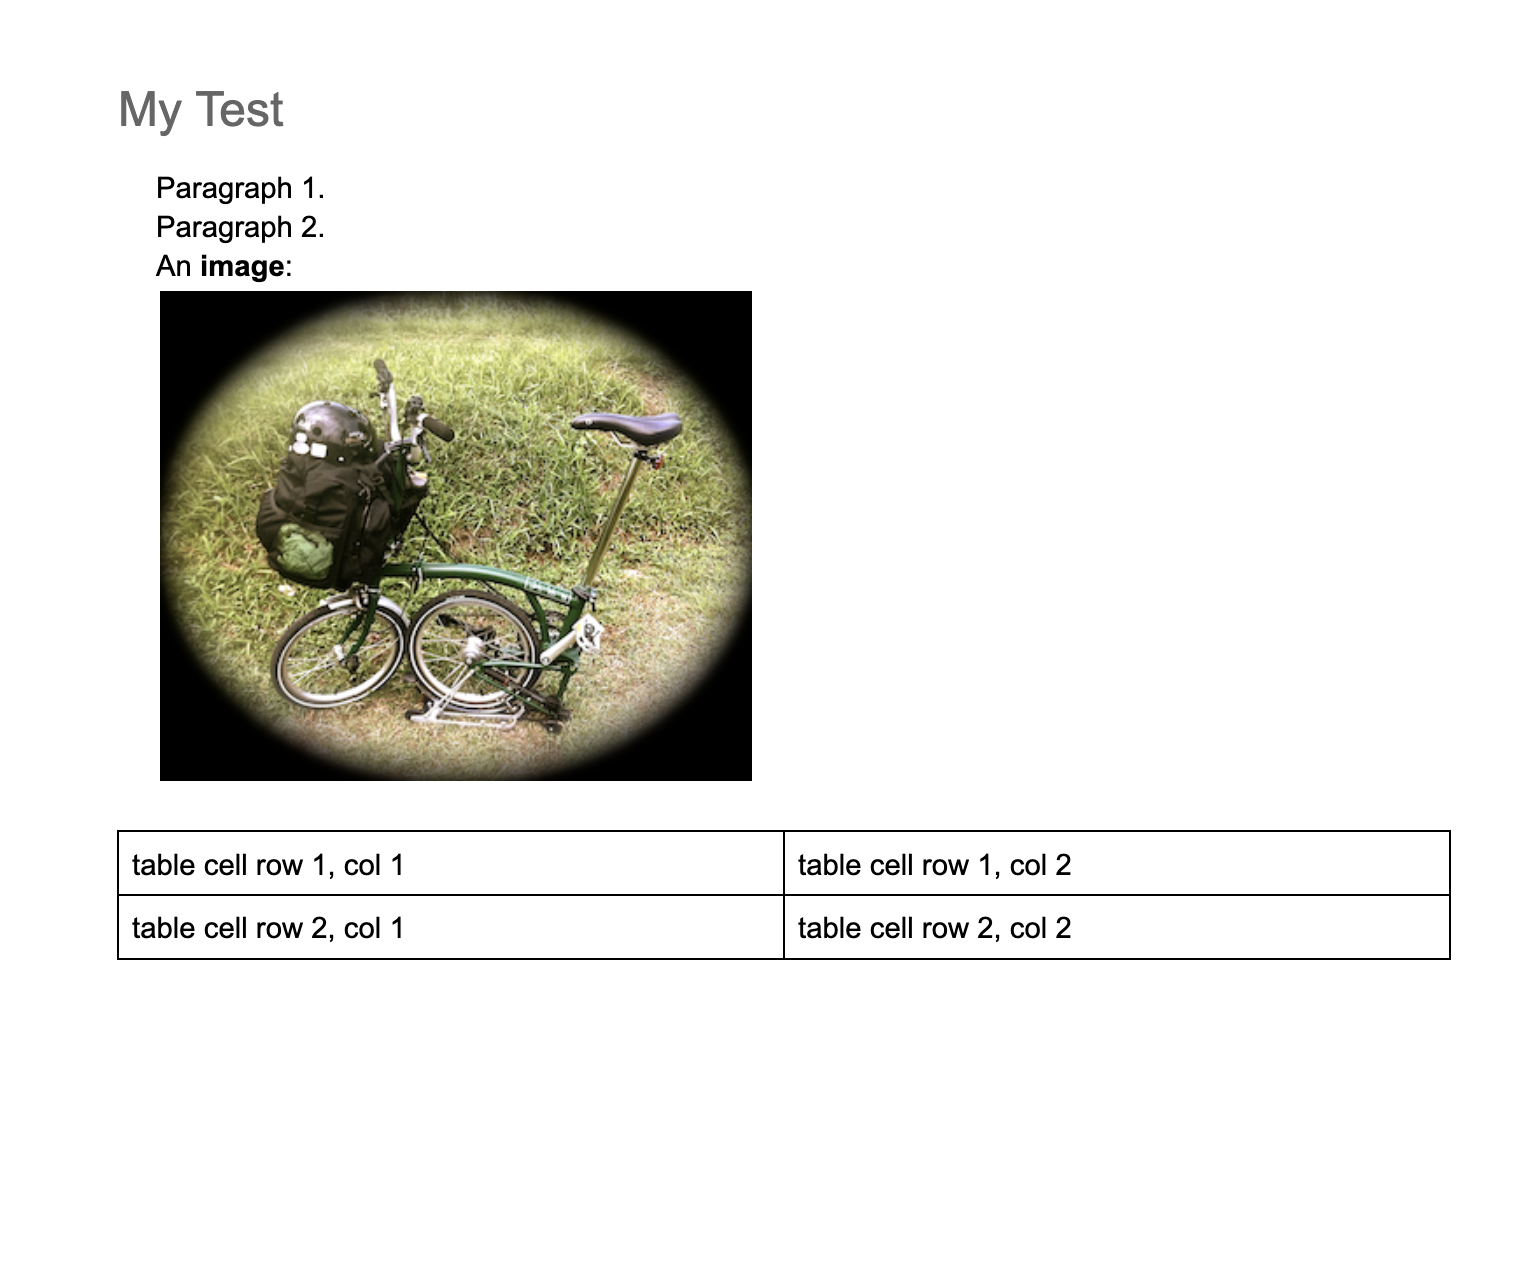 My Test
Paragraph 1.
Paragraph 2.
An image:
table cell row 1, col 1
table cell row 1, col 2
table cell row 2, col 1
table cell row 2, col 2